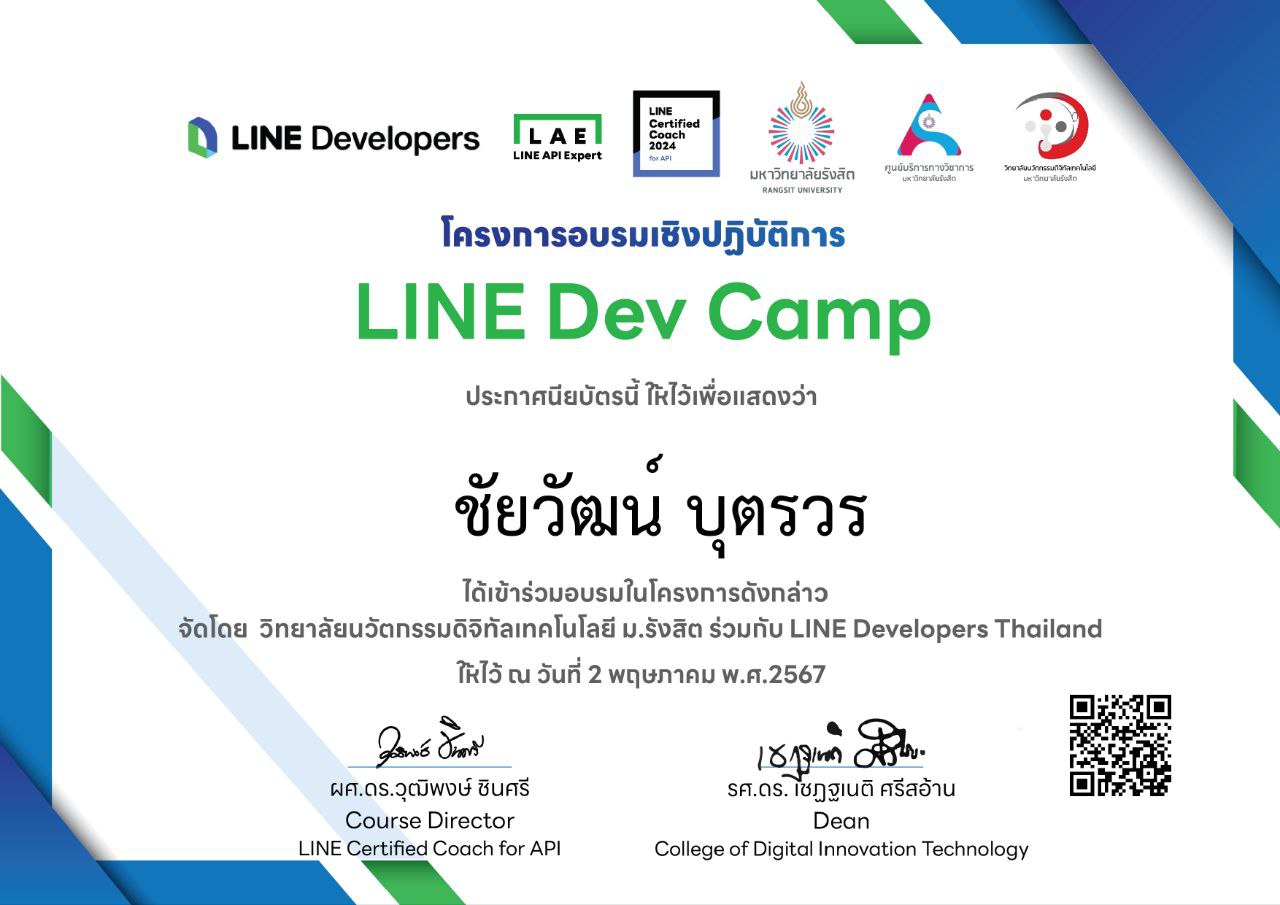 LINE Developers
LAE
LINE API Expert
LINE
Certified
Coach
2024
for API
มหาวิทยาลัยรังสิต
RANGSIT UNIVERSITY
ศูนย์บริการทางวิชาการ
มหาวิทยาลัยรังสิต
วิทยาลัยนวัตกรรมดิจิทัลเทคโนโลยี
มหาวิทยาลัยรังสิต
โครงการอบรมเชิงปฏิบัติการ
LINE Dev Camp
ประกาศนียบัตรนี้ ให้ไว้เพื่อแสดงว่า
ชัยวัฒน์ บุตรวร
ได้เข้าร่วมอบรมในโครงการดังกล่าว
จัดโดย วิทยาลัยนวัตกรรมดิจิทัลเทคโนโลยี ม.รังสิต ร่วมกับ LINE Developers Thailand
ให้ไว้ ณ วันที่ 2 พฤษภาคม พ.ศ.2567
ผศ.ดร.วุฒิพงษ์ ชินศรี
Course Director
LINE Certified Coach for API
รศ.ดร. เชฏฐเนติ ศรีสอ้าน
Dean
College of Digital Innovation Technology